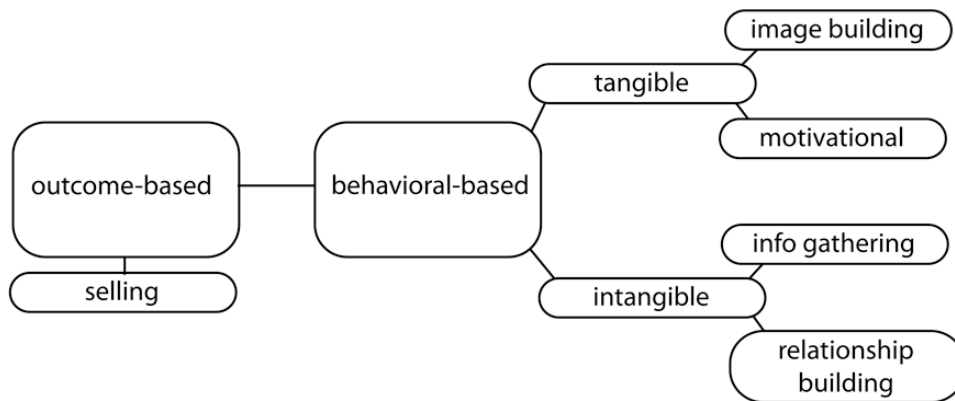 image building
tangible
motivational
outcome-based
behavioral-based
selling
info gathering
intangible
relationship
building